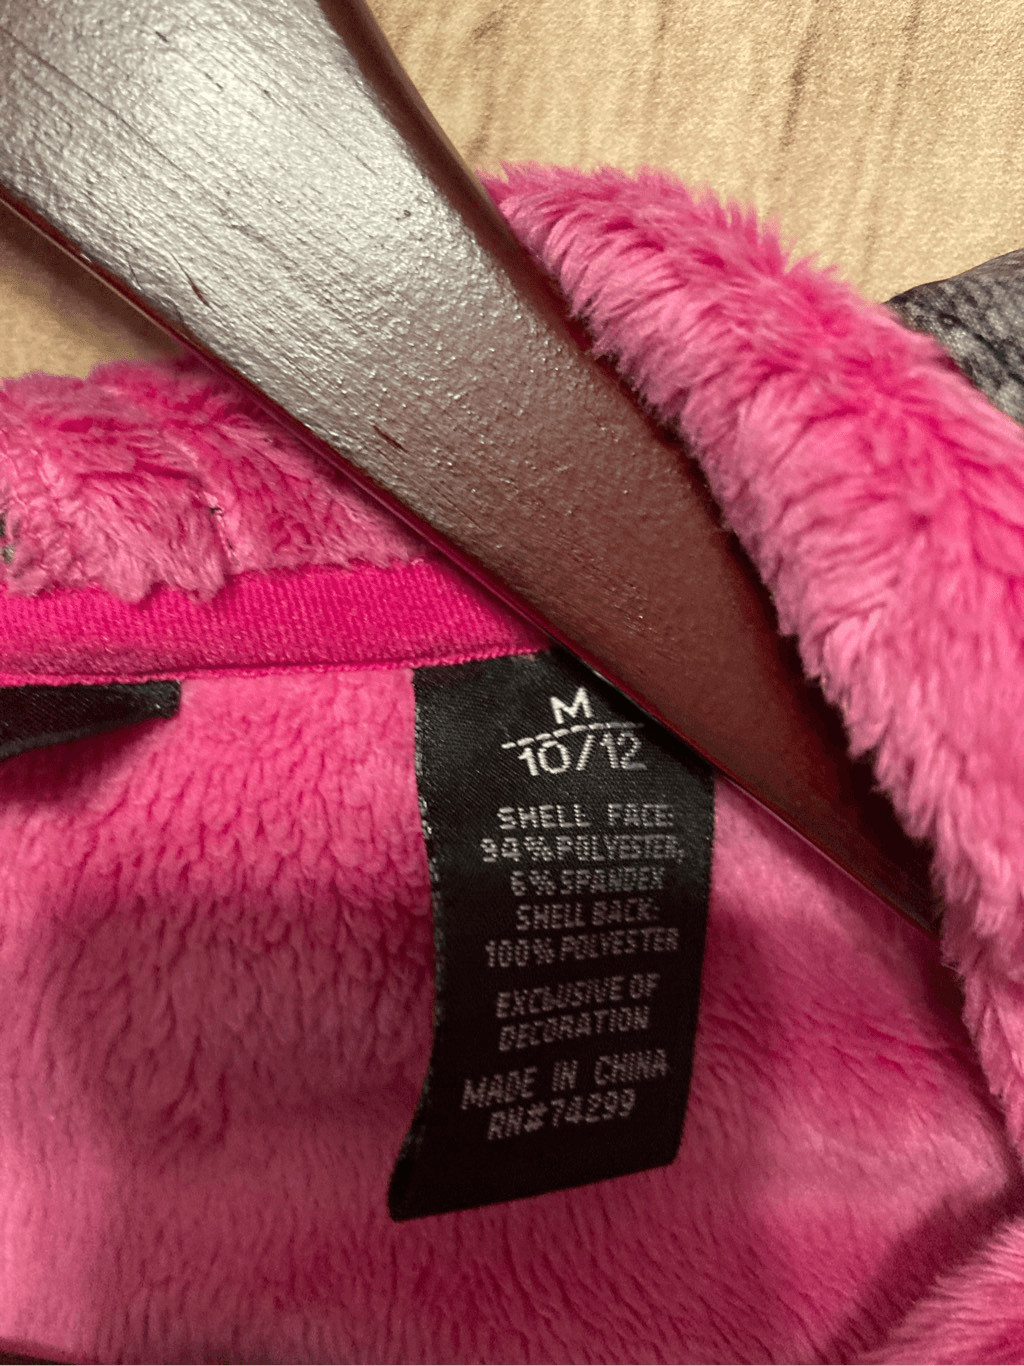 M
10/12
SHELL FACE:
94%POLYESTER,
6%SPANDEX
SHELL BACK:
100%POLYESTER
EXCLUSIVE OF
DECORATION
MADE IN CHINA
RN#74299